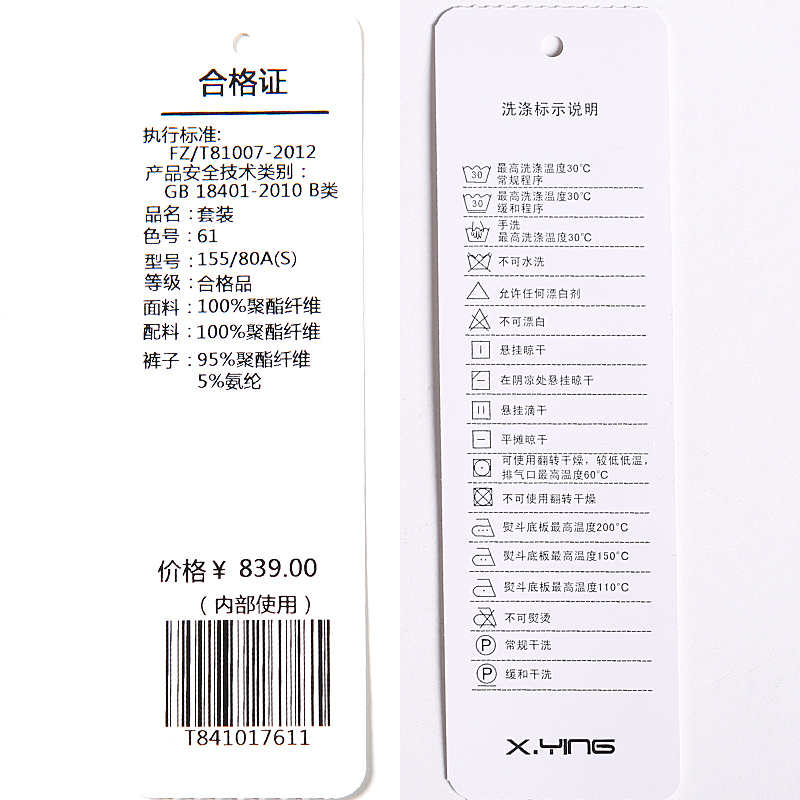 合格证
执行标准:
FZ/T81007-2012
产品安全技术类别：
GB 18401-2010 B类
品名：套装
色号：61
型号：155/80A(S)
等级：合格品
面料：100%聚酯纤维
配料：100%聚酯纤维
裤子：95%聚酯纤维
5%氨纶
价格￥ 839.00
（内部使用）
T841017611
洗涤标示说明
30 最高洗涤温度30℃
常规程序
30 最高洗涤温度30℃
缓和程序
手洗
最高洗涤温度30℃
不可水洗
允许任何漂白剂
不可漂白
悬挂晾干
在阴凉处悬挂晾干
悬挂滴干
平摊晾干
可使用翻转干燥，较低低温，
排气口最高温度60℃
不可使用翻转干燥
熨斗底板最高温度200℃
熨斗底板最高温度150℃
熨斗底板最高温度110℃
不可熨烫
P 常规干洗
P 缓和干洗
X.YING